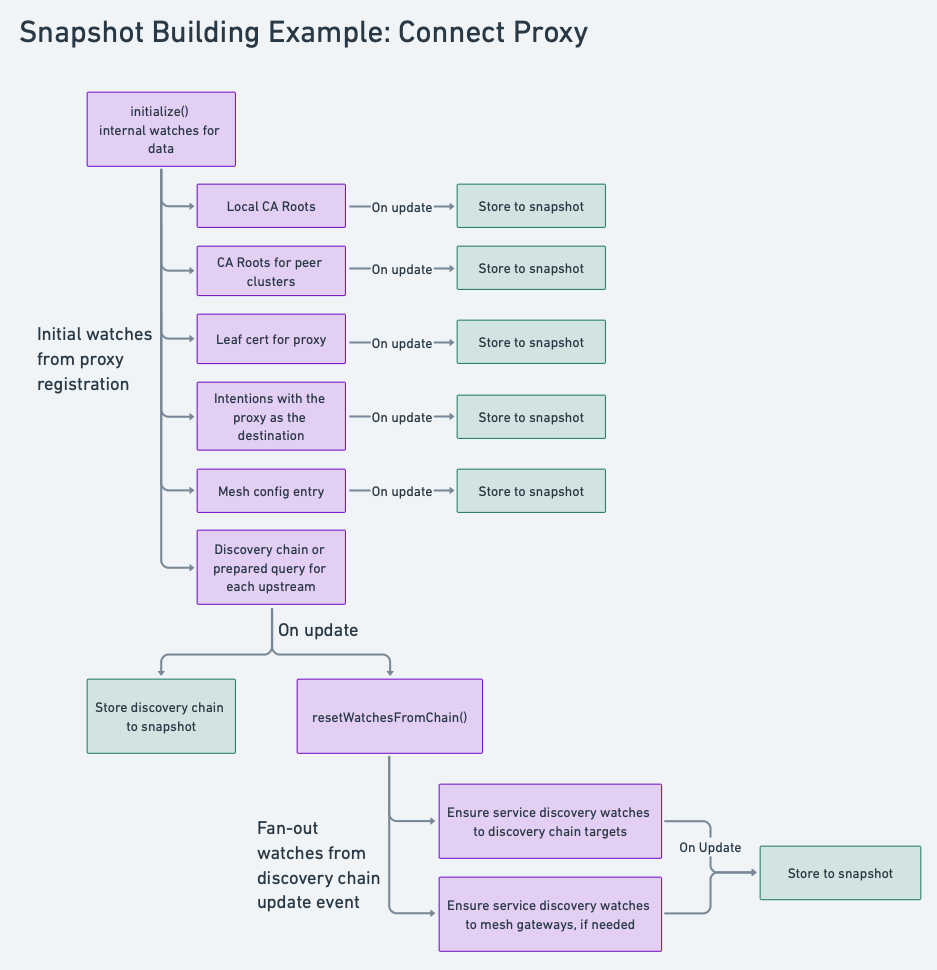 Snapshot Building Example: Connect Proxy
initialize()
internal watches for
data
Local CA Roots
On update
Store to snapshot
CA Roots for peer
clusters
On update
Store to snapshot
Initial watches
from proxy
registration
Leaf cert for proxy
On update
Store to snapshot
Intentions with the
proxy as the
destination
On update
Store to snapshot
Mesh config entry
On update
Store to snapshot
Discovery chain or
prepared query for
each upstream
On update
Store discovery chain
to snapshot
resetWatchesFromChain()
Fan-out
watches from
discovery chain
update event
Ensure service discovery watches
to discovery chain targets
Ensure service discovery watches
to mesh gateways, if needed
On Update
Store to snapshot